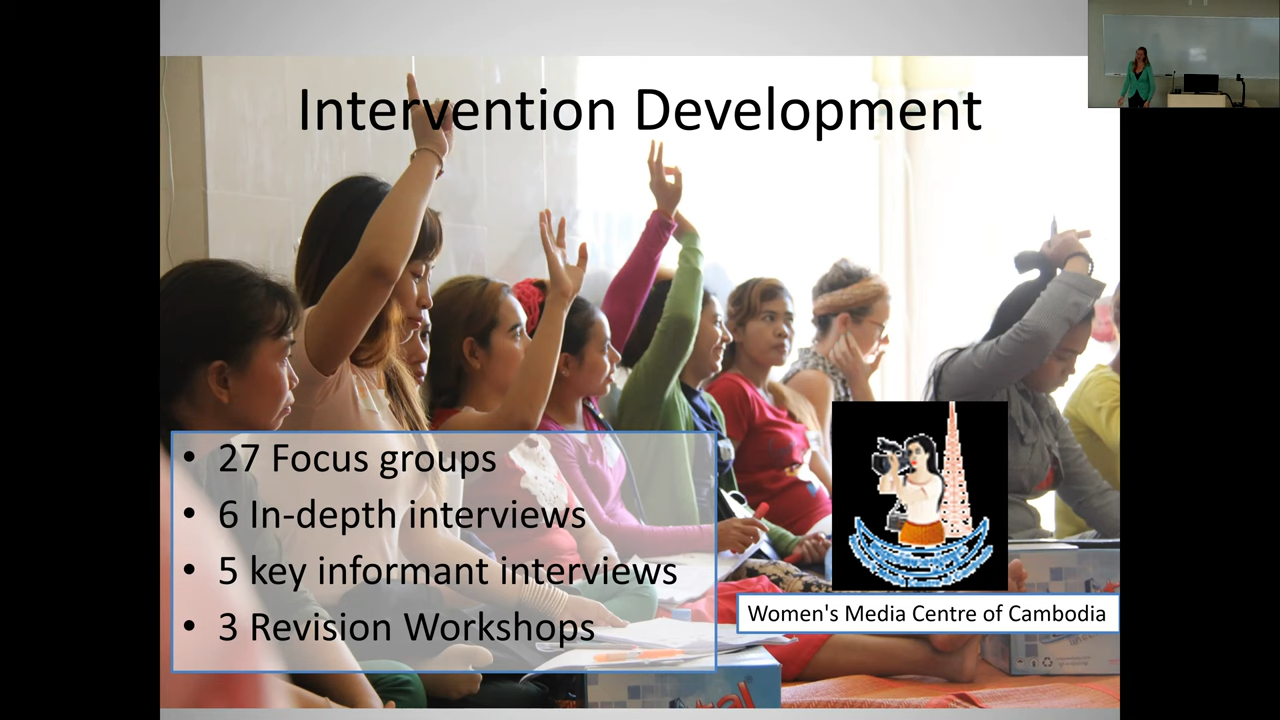 Intervention Development
• 27 Focus groups
• 6 In-depth interviews
• 5 key informant interviews
• 3 Revision Workshops
Women's Media Centre of Cambodia